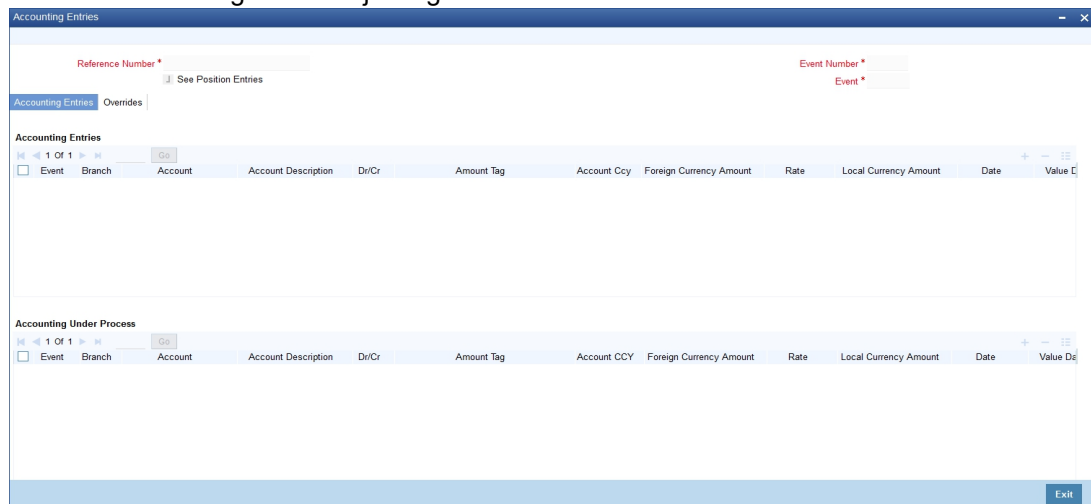 Accounting Entries
Reference Number *
Event Number *
See Position Entries
Event *
Accounting Entries Overrides
Accounting Entries
1 Of 1 Go
Event Branch Account Account Description Dr/Cr Amount Tag Account Ccy Foreign Currency Amount Rate Local Currency Amount Date Value D
Accounting Under Process
1 Of 1 Go
Event Branch Account Account Description Dr/Cr Amount Tag Account CCY Foreign Currency Amount Rate Local Currency Amount Date Value Da
Exit